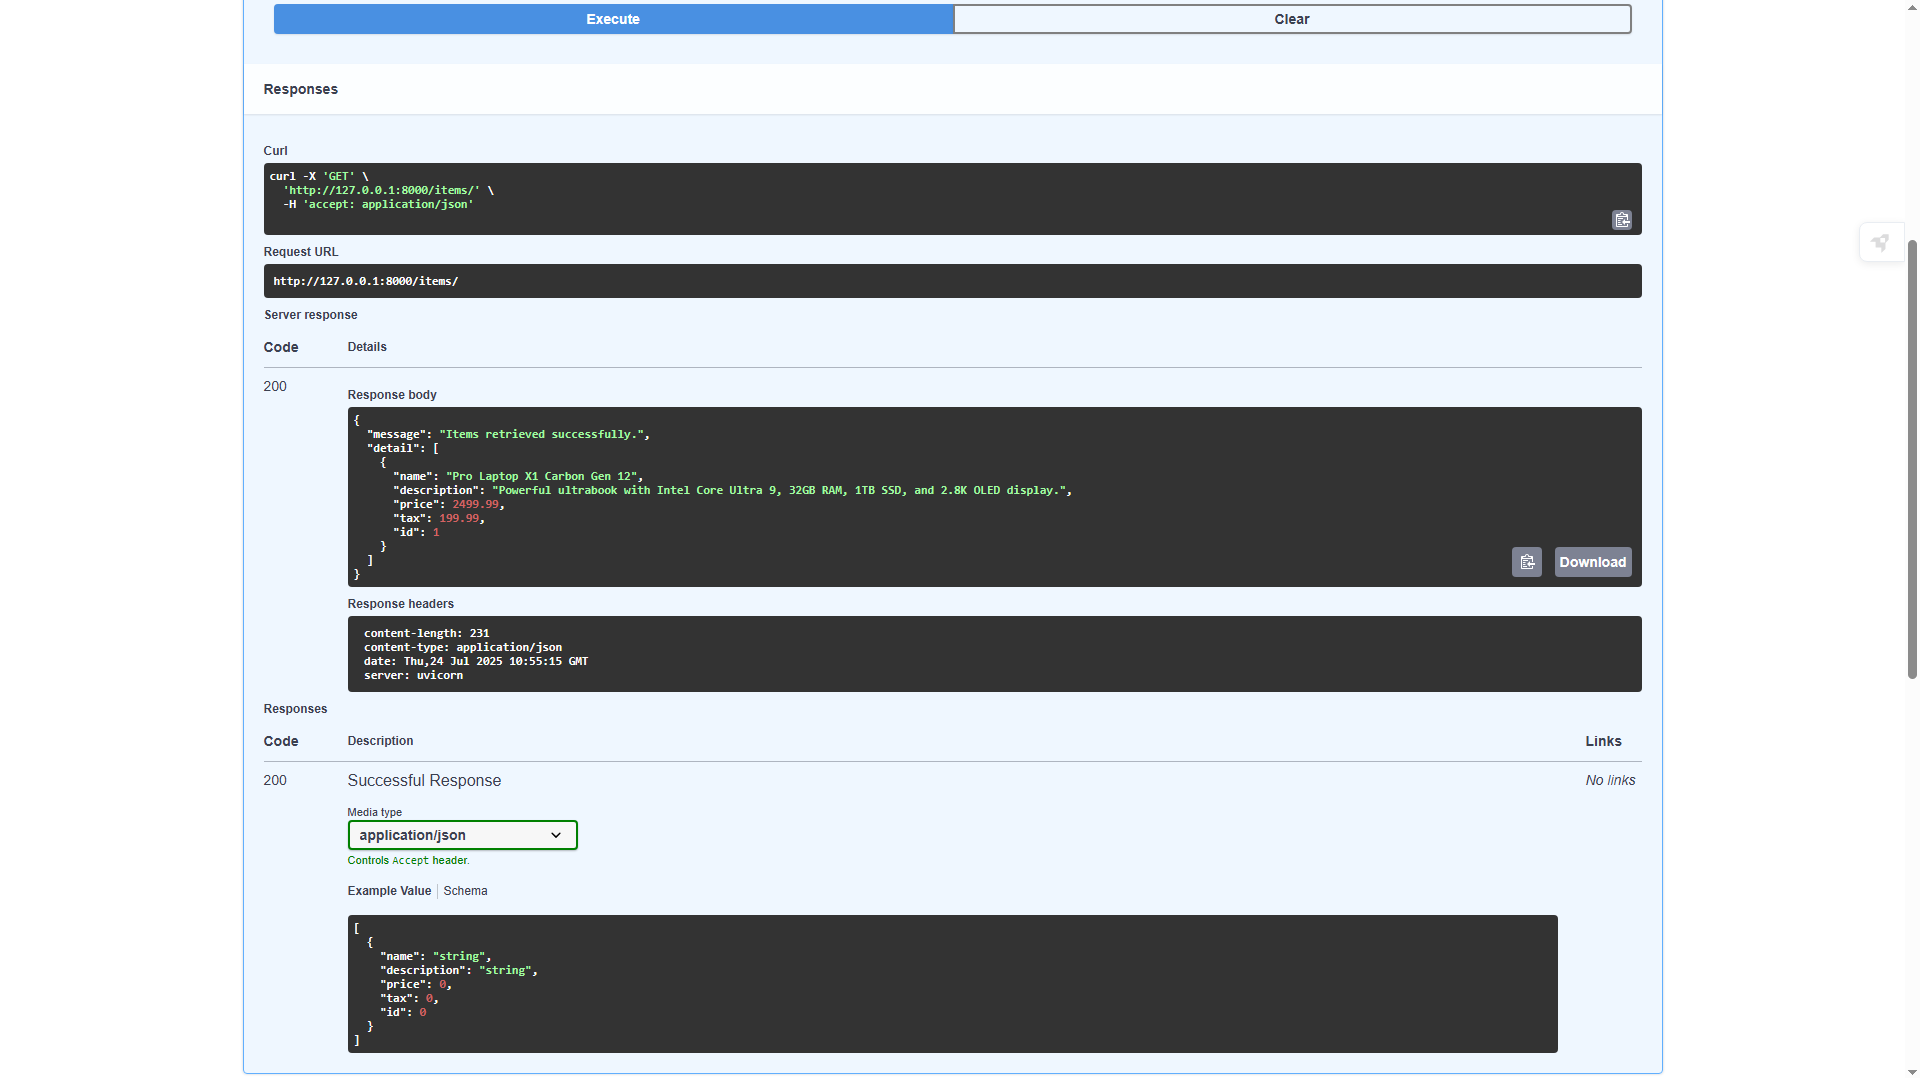 Execute
Clear
Responses
Curl
curl -X 'GET' \
  'http://127.0.0.1:8000/items/' \
  -H 'accept: application/json'
Request URL
http://127.0.0.1:8000/items/
Server response
Code Details
200
Response body
{
  "message": "Items retrieved successfully.",
  "detail": [
    {
      "name": "Pro Laptop X1 Carbon Gen 12",
      "description": "Powerful ultrabook with Intel Core Ultra 9, 32GB RAM, 1TB SSD, and 2.8K OLED display.",
      "price": 2499.99,
      "tax": 199.99,
      "id": 1
    }
  ]
}
Download
Response headers
content-length: 231
content-type: application/json
date: Thu,24 Jul 2025 10:55:15 GMT
server: uvicorn
Responses
Code Description Links
200 Successful Response No links
Media type
application/json
Controls Accept header.
Example Value Schema
[
  {
    "name": "string",
    "description": "string",
    "price": 0,
    "tax": 0,
    "id": 0
  }
]